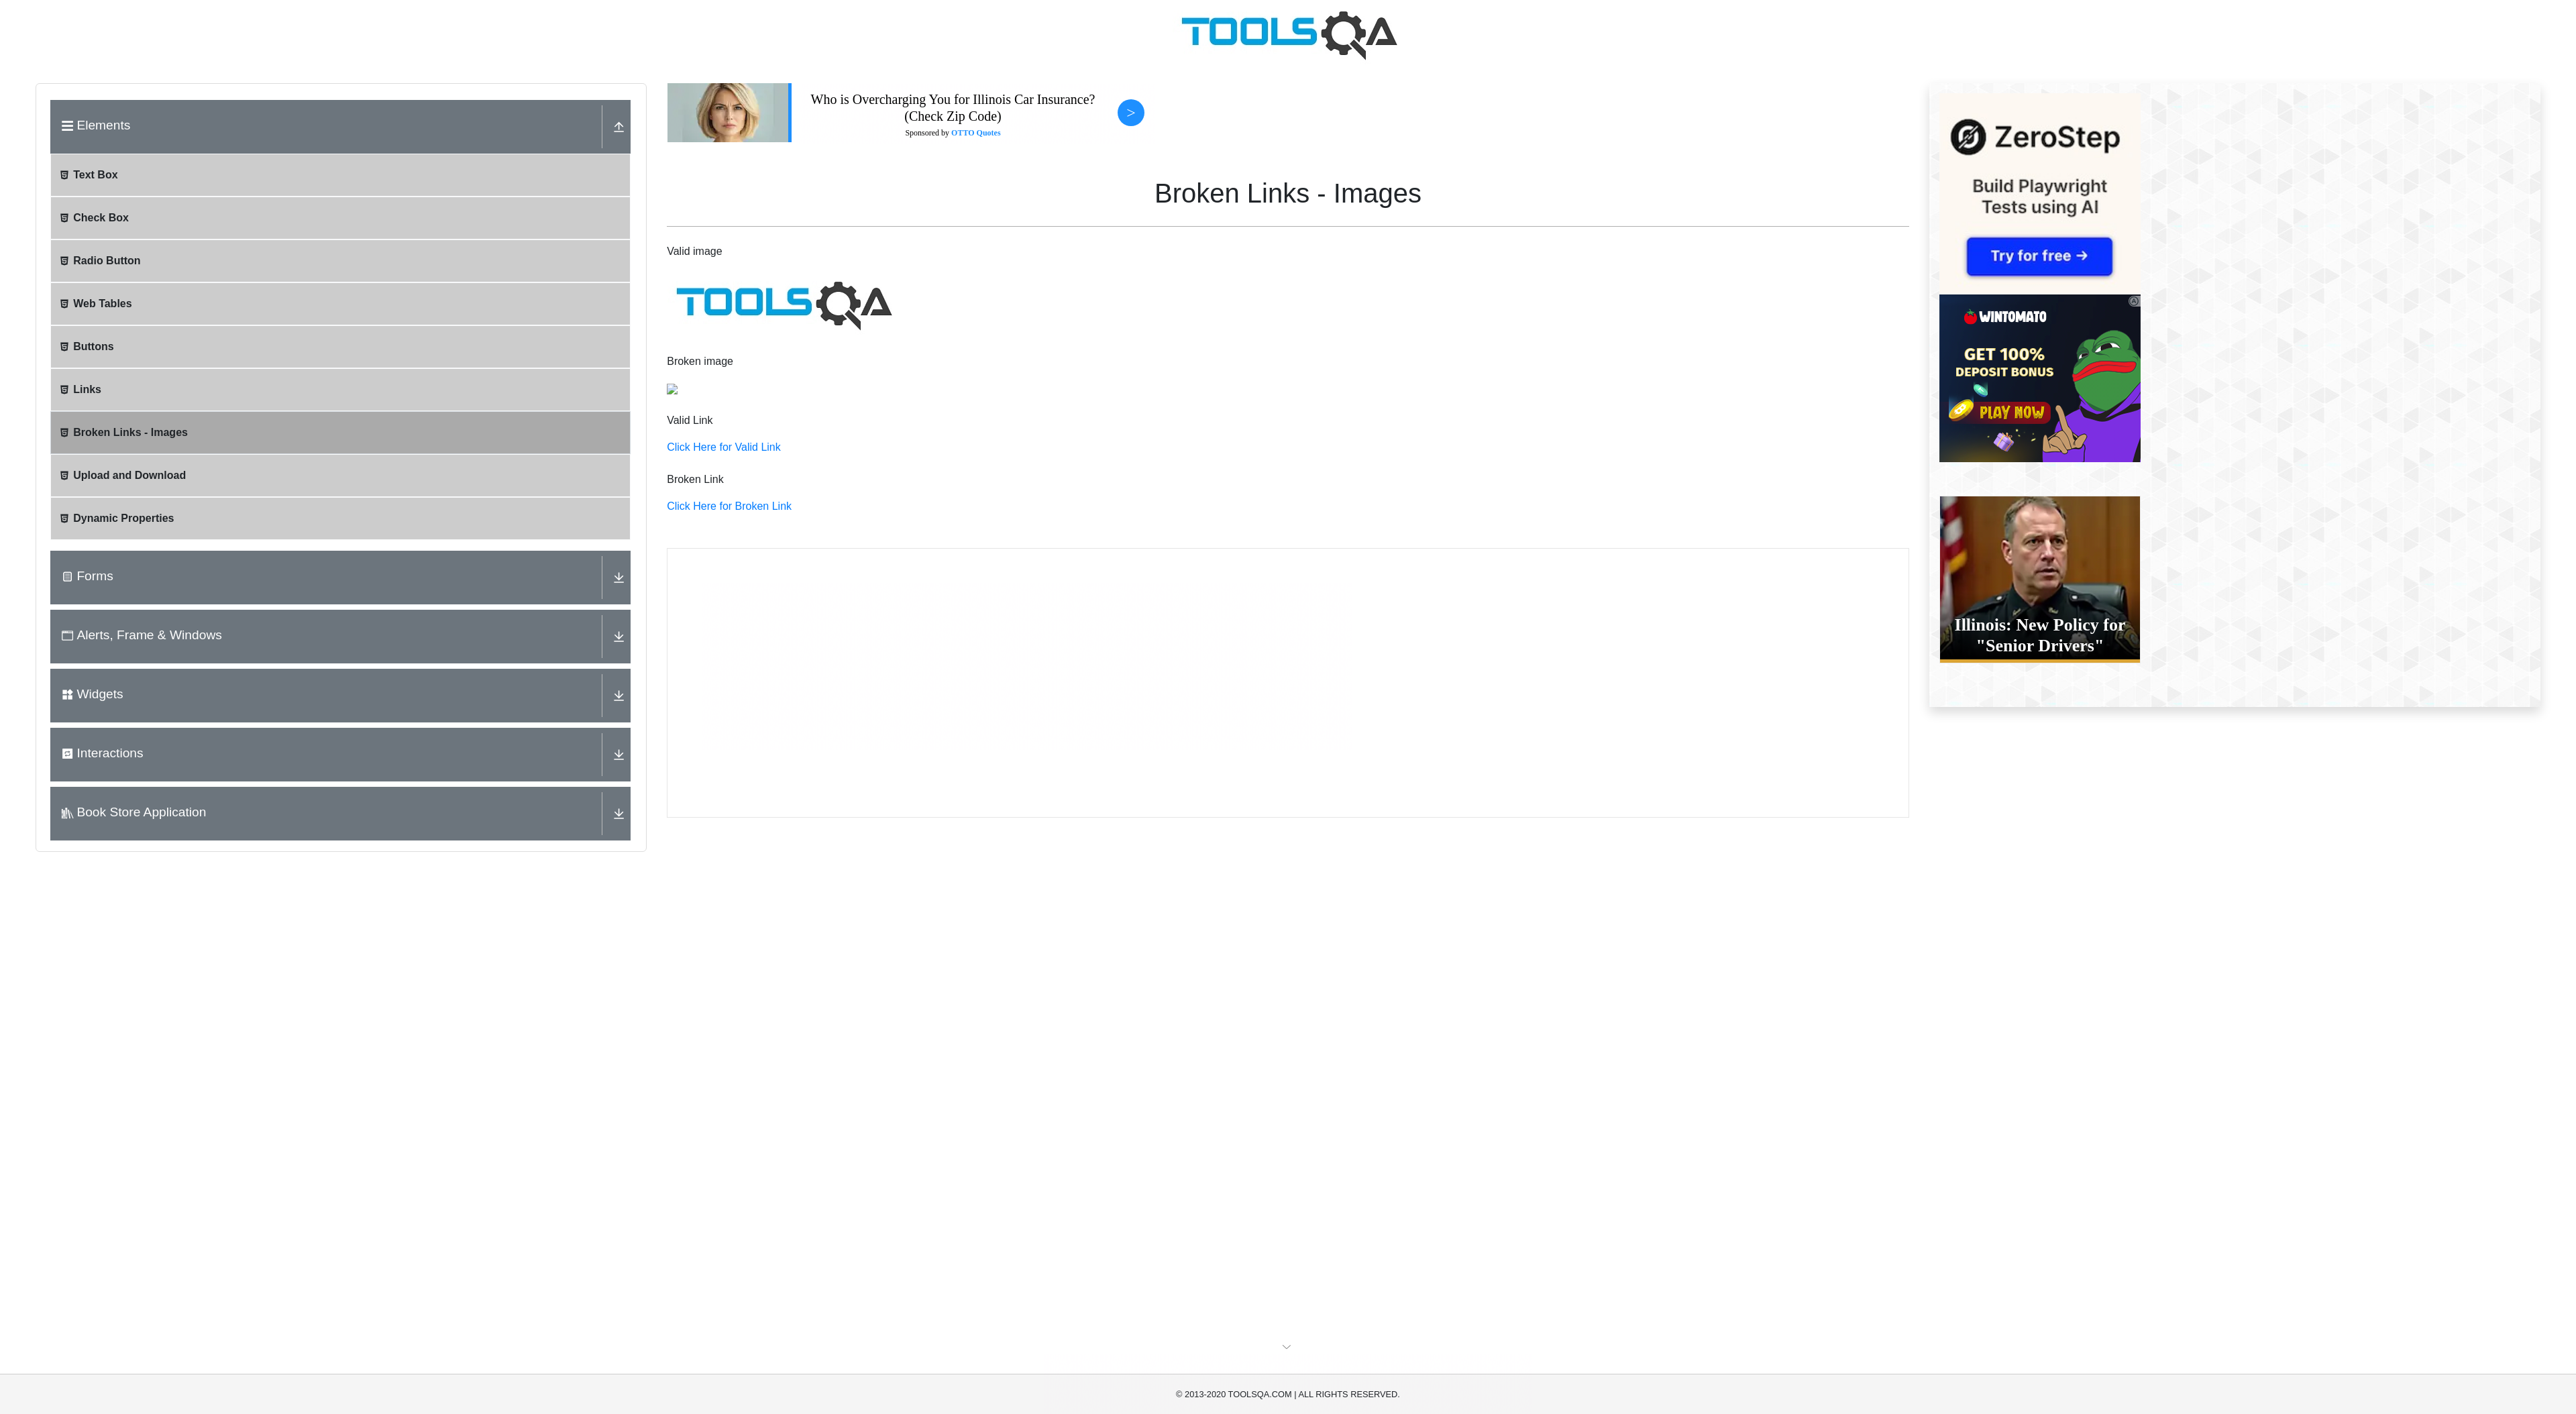 TOOLSQA
Elements
Text Box
Check Box
Radio Button
Web Tables
Buttons
Links
Broken Links - Images
Upload and Download
Dynamic Properties
Forms
Alerts, Frame & Windows
Widgets
Interactions
Book Store Application
Who is Overcharging You for Illinois Car Insurance?
(Check Zip Code)
Sponsored by OTTO Quotes
>
Broken Links - Images
Valid image
TOOLSQA
Broken image
Valid Link
Click Here for Valid Link
Broken Link
Click Here for Broken Link
ZeroStep
Build Playwright
Tests using AI
Try for free →
WINTOMATO
GET 100%
DEPOSIT BONUS
PLAY NOW
Illinois: New Policy for
"Senior Drivers"
© 2013-2020 TOOLSQA.COM | ALL RIGHTS RESERVED.